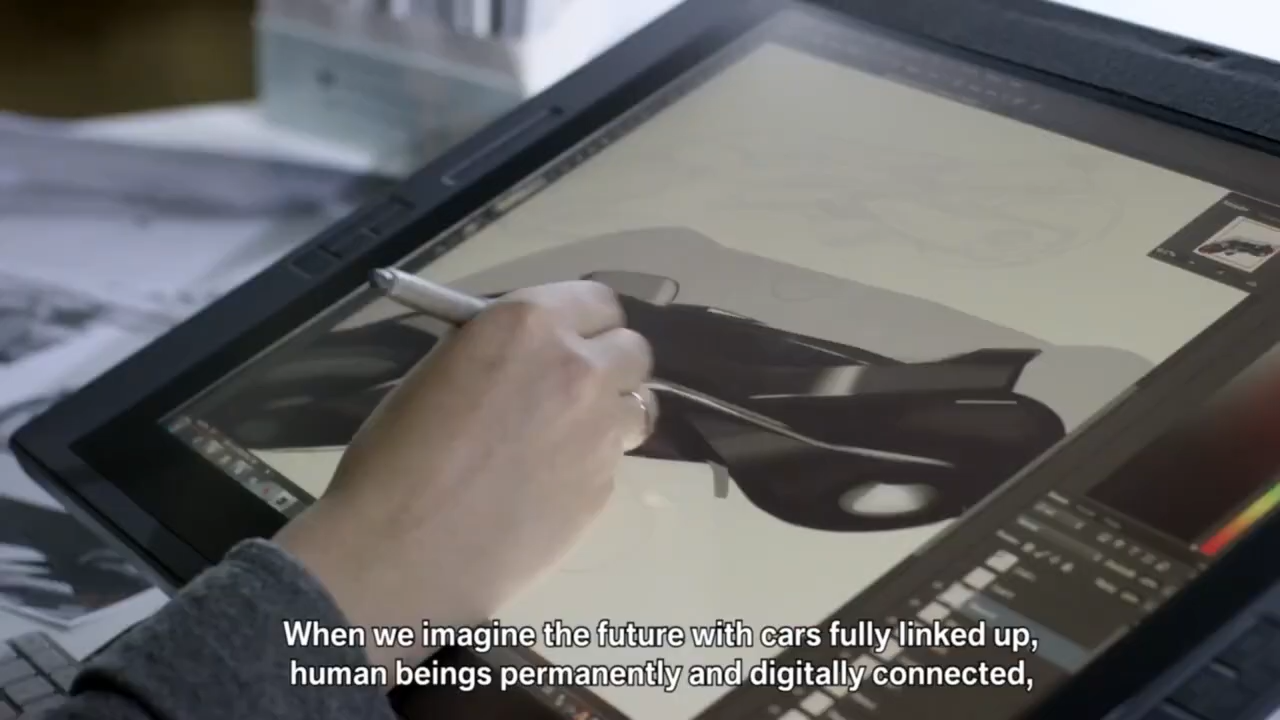 When we imagine the future with cars fully linked up,
human beings permanently and digitally connected,